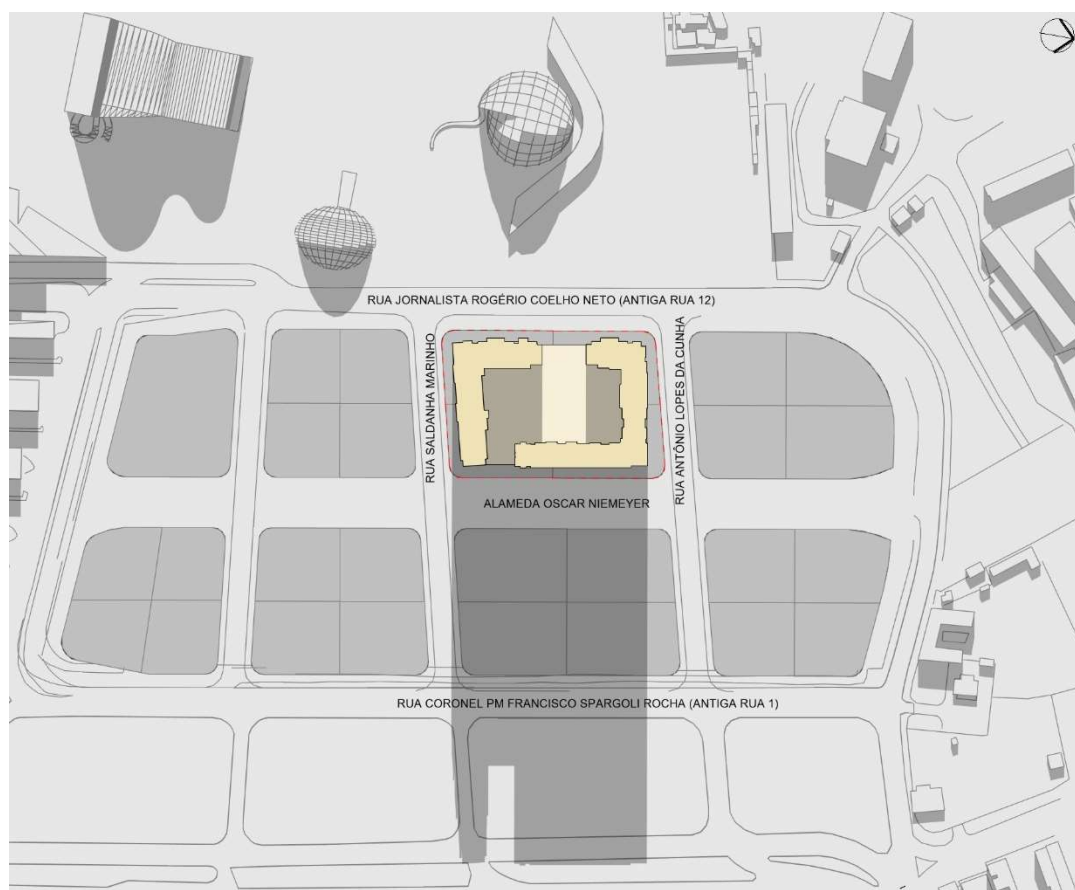 RUA JORNALISTA ROGÉRIO COELHO NETO (ANTIGA RUA 12)
RUA SALDANHA MARINHO
RUA ANTÔNIO LOPES DA CUNHA
ALAMEDA OSCAR NIEMEYER
RUA CORONEL PM FRANCISCO SPARGOLI ROCHA (ANTIGA RUA 1)